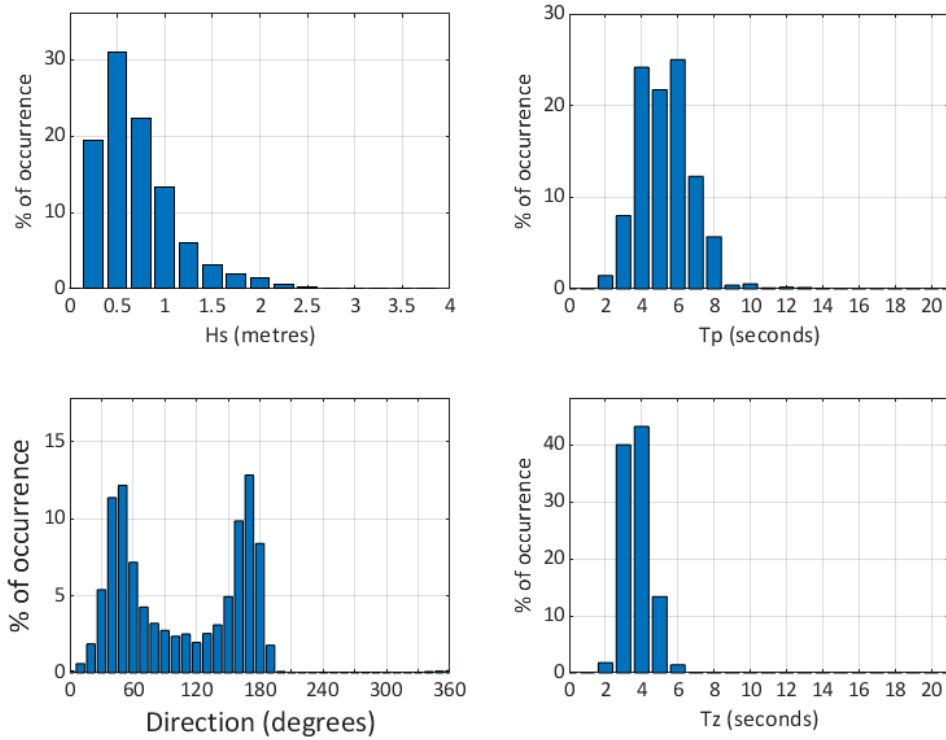 % of occurrence
30
20
10
0
0 0.5 1 1.5 2 2.5 3 3.5 4
Hs (metres)
% of occurrence
30
20
10
0
0 2 4 6 8 10 12 14 16 18 20
Tp (seconds)
% of occurrence
15
10
5
0
0 60 120 180 240 300 360
Direction (degrees)
% of occurrence
40
30
20
10
0
0 2 4 6 8 10 12 14 16 18 20
Tz (seconds)